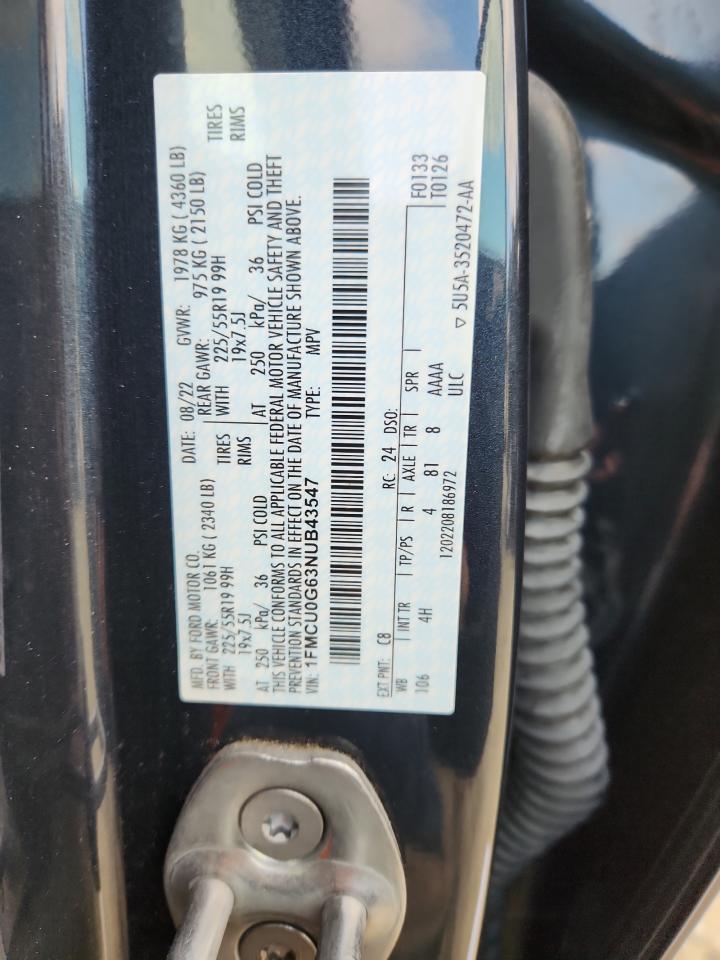 MFD. BY FORD MOTOR CO. DATE: 08/22 GVWR: 1978 KG ( 4360 LB)
FRONT GAWR: 1061 KG ( 2340 LB) REAR GAWR: 975 KG ( 2150 LB)
WITH 225/55R19 99H TIRES WITH 225/55R19 99H TIRES
19x7.5J RIMS 19x7.5J RIMS
AT 250 kPa/ 36 PSI COLD AT 250 kPa/ 36 PSI COLD
THIS VEHICLE CONFORMS TO ALL APPLICABLE FEDERAL MOTOR VEHICLE SAFETY AND THEFT
PREVENTION STANDARDS IN EFFECT ON THE DATE OF MANUFACTURE SHOWN ABOVE.
VIN: 1FMCU0G63NUB43547 TYPE: MPV
EXT PNT: C8 RC: 24 DSO: F0133
WB INT TR TP/PS R AXLE TR SPR T0126
106 4H 4 81 8 AAAA
1202208186972 ULC ▽ 5U5A-3520472-AA